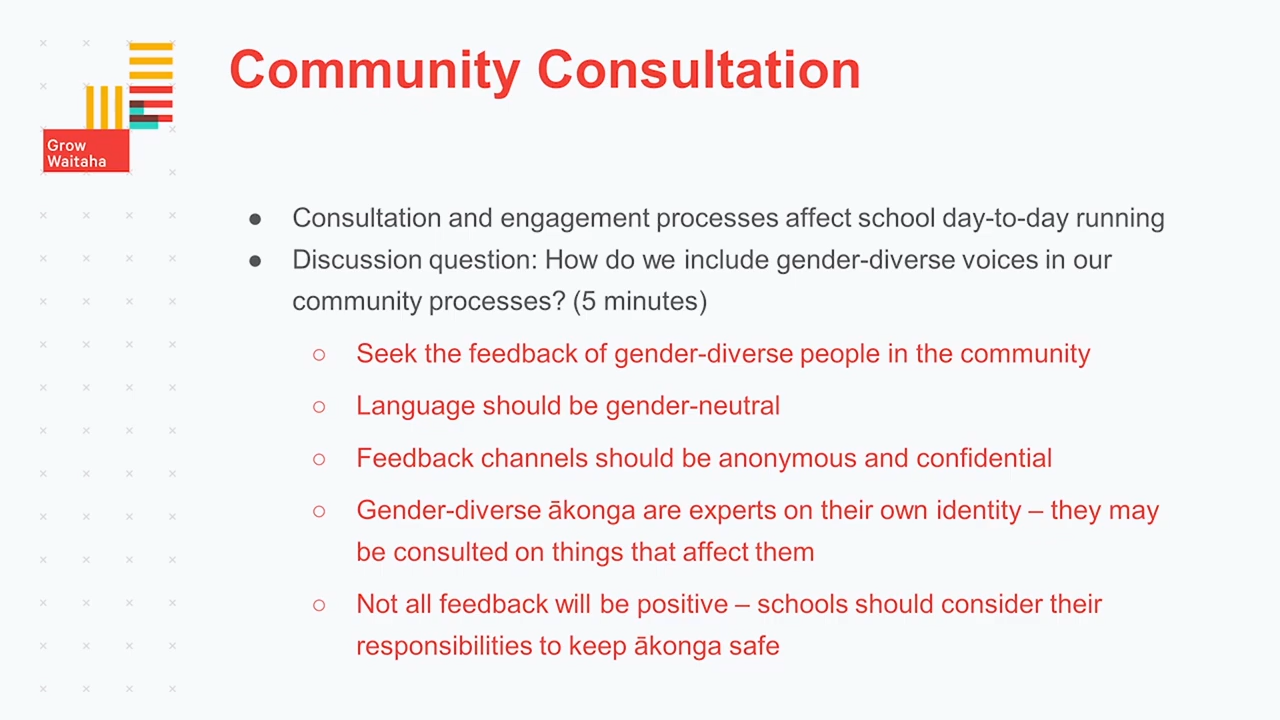 Community Consultation
Grow
Waitaha
● Consultation and engagement processes affect school day-to-day running
● Discussion question: How do we include gender-diverse voices in our
community processes? (5 minutes)
○ Seek the feedback of gender-diverse people in the community
○ Language should be gender-neutral
○ Feedback channels should be anonymous and confidential
○ Gender-diverse ākonga are experts on their own identity – they may
be consulted on things that affect them
○ Not all feedback will be positive – schools should consider their
responsibilities to keep ākonga safe